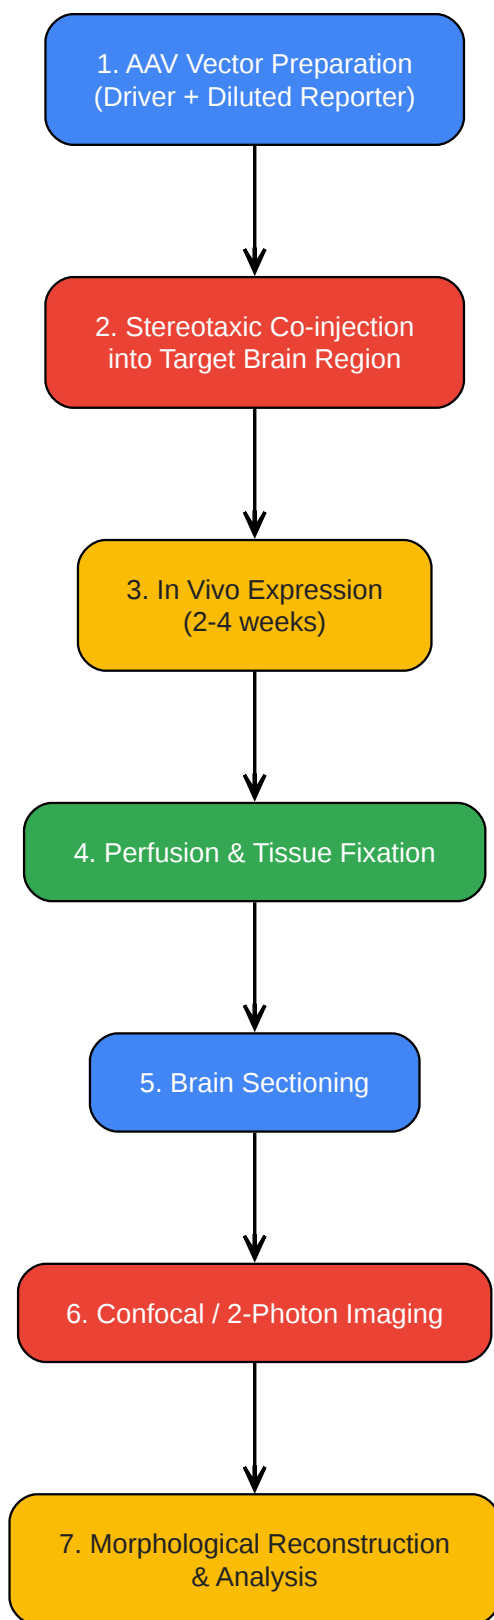 1. AAV Vector Preparation
(Driver + Diluted Reporter)
2. Stereotaxic Co-injection
into Target Brain Region
3. In Vivo Expression
(2-4 weeks)
4. Perfusion & Tissue Fixation
5. Brain Sectioning
6. Confocal / 2-Photon Imaging
7. Morphological Reconstruction
& Analysis